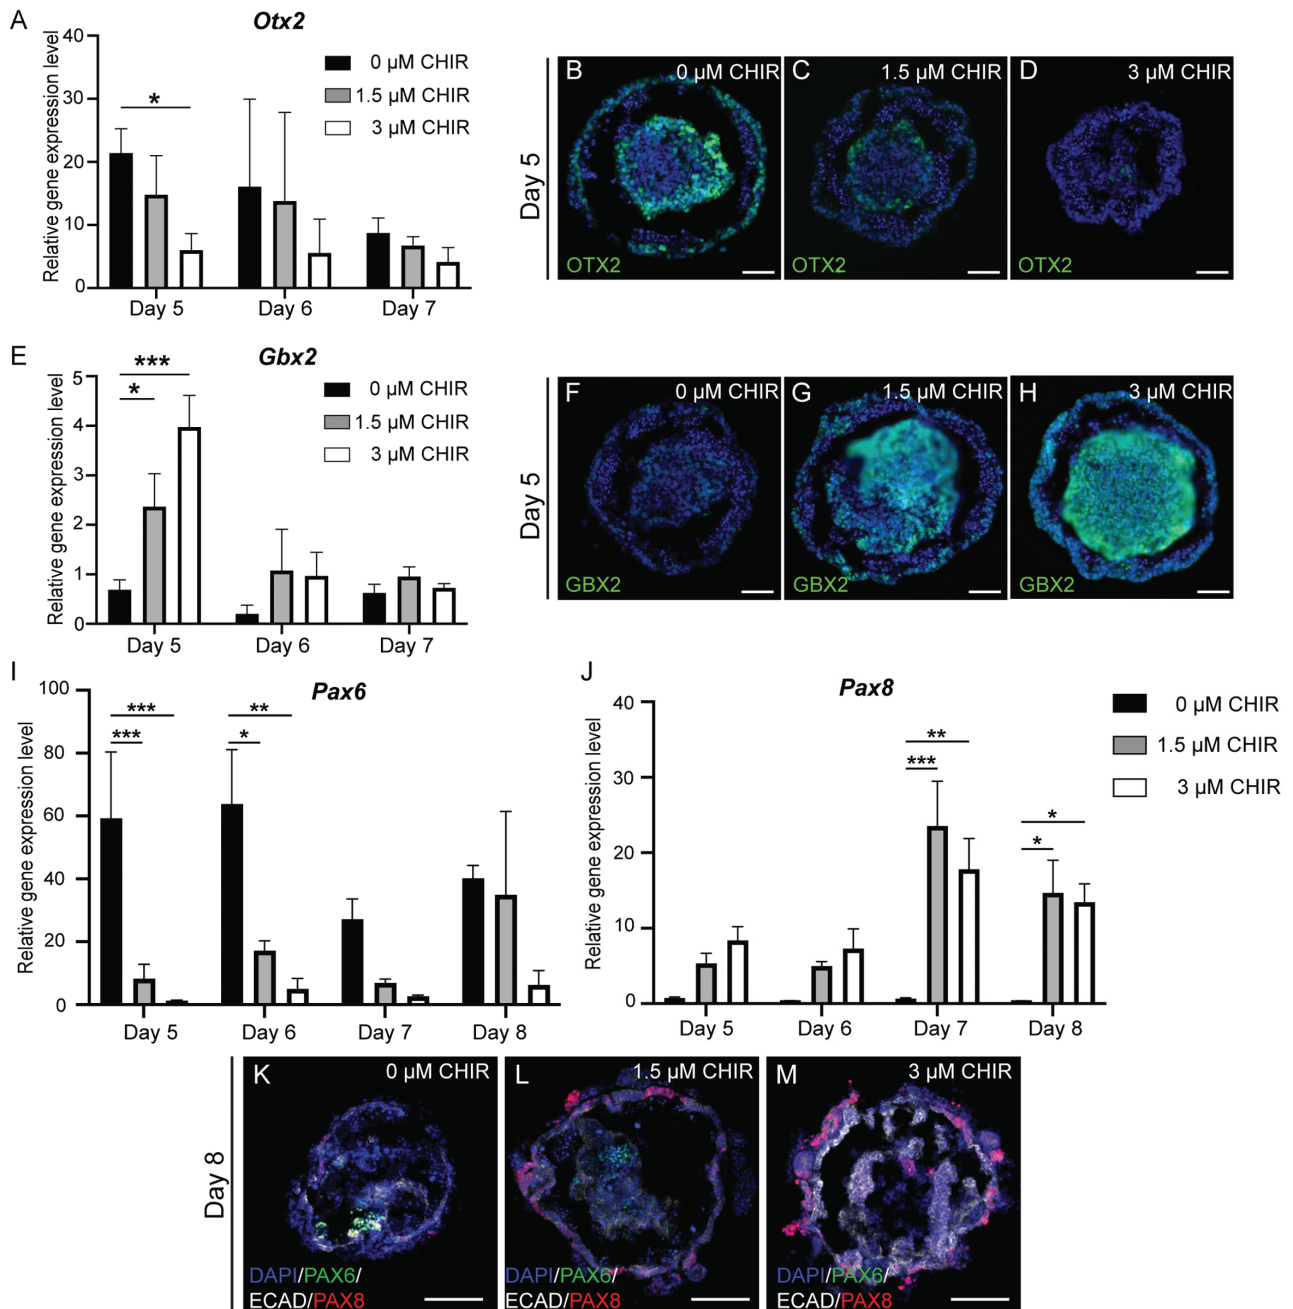 A
Otx2
Relative gene expression level
40
30
20
10
0
*
0 µM CHIR
1.5 µM CHIR
3 µM CHIR
Day 5
Day 6
Day 7
Day 5
B
0 µM CHIR
OTX2
C
1.5 µM CHIR
OTX2
D
3 µM CHIR
OTX2
E
Gbx2
Relative gene expression level
5
4
3
2
1
0
***
*
0 µM CHIR
1.5 µM CHIR
3 µM CHIR
Day 5
Day 6
Day 7
Day 5
F
0 µM CHIR
GBX2
G
1.5 µM CHIR
GBX2
H
3 µM CHIR
GBX2
I
Pax6
Relative gene expression level
100
80
60
40
20
0
***
***
**
*
Day 5
Day 6
Day 7
Day 8
J
Pax8
Relative gene expression level
40
30
20
10
0
**
***
*
*
Day 5
Day 6
Day 7
Day 8
0 µM CHIR
1.5 µM CHIR
3 µM CHIR
Day 8
K
0 µM CHIR
DAPI/PAX6/
ECAD/PAX8
L
1.5 µM CHIR
DAPI/PAX6/
ECAD/PAX8
M
3 µM CHIR
DAPI/PAX6/
ECAD/PAX8